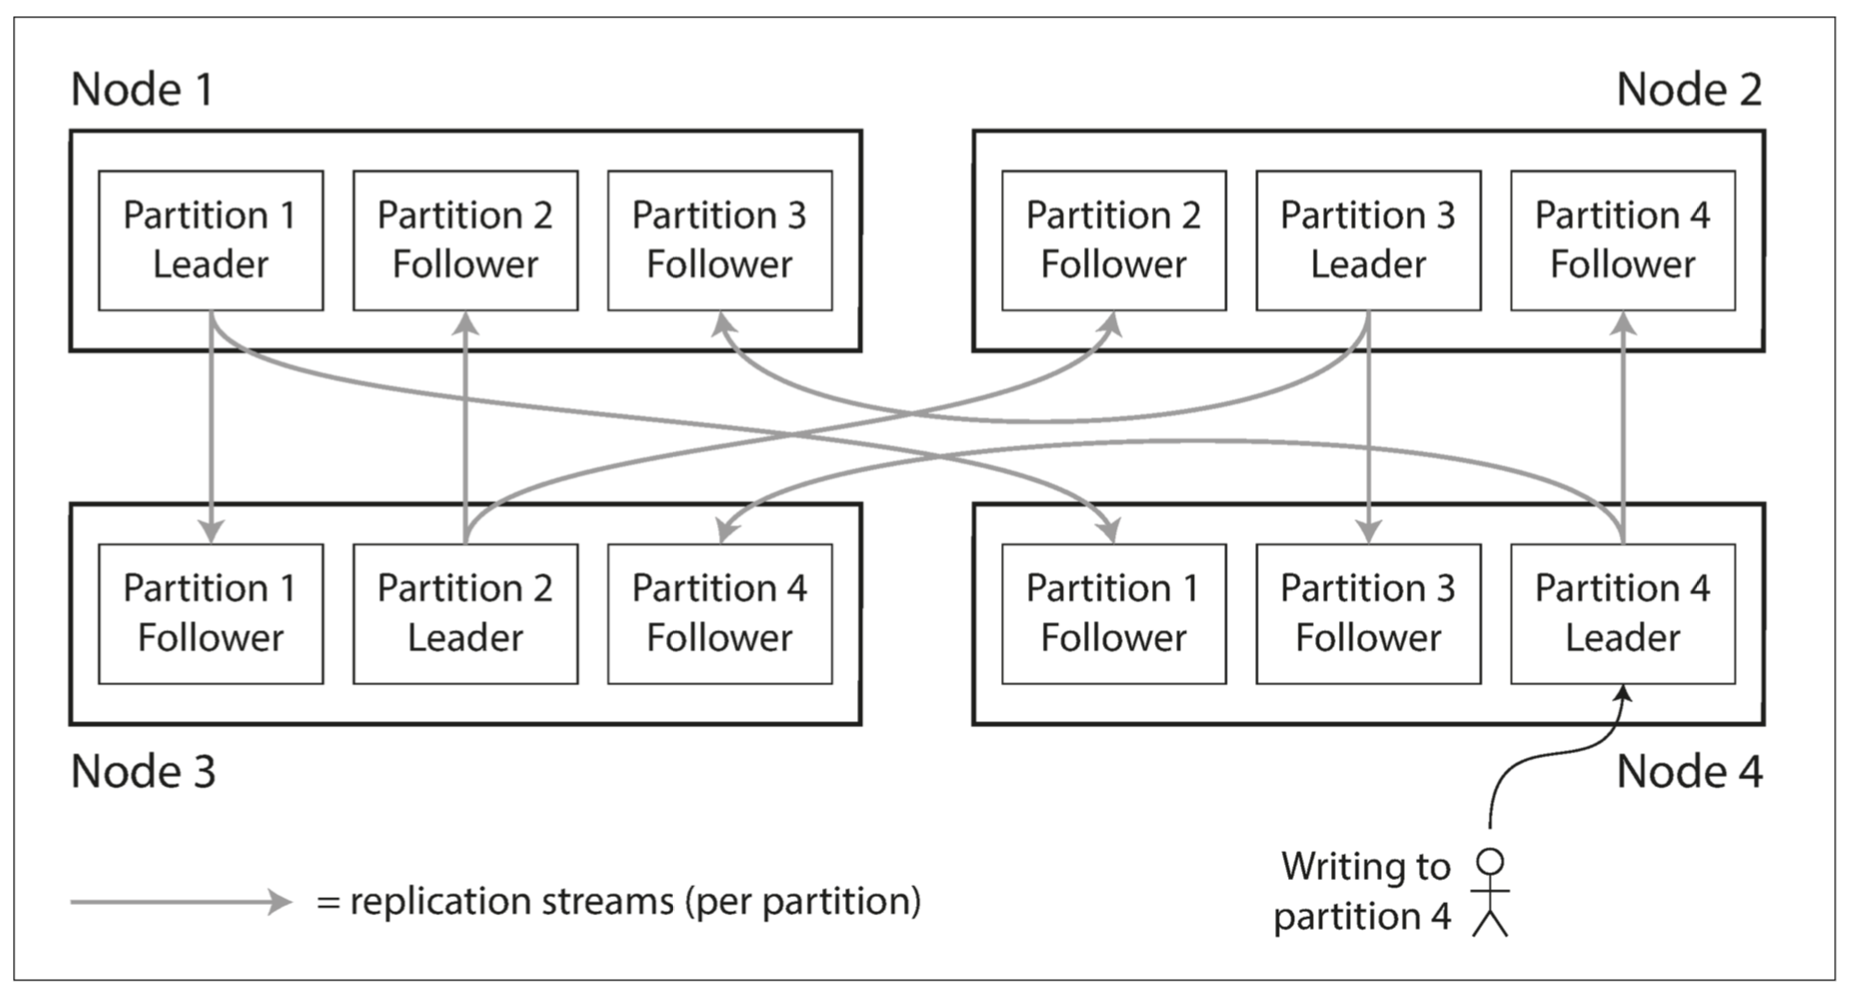 Node 1
Node 2
Partition 1
Leader
Partition 2
Follower
Partition 3
Follower
Partition 2
Follower
Partition 3
Leader
Partition 4
Follower
Partition 1
Follower
Partition 2
Leader
Partition 4
Follower
Partition 1
Follower
Partition 3
Follower
Partition 4
Leader
Node 3
Node 4
= replication streams (per partition)
Writing to
partition 4